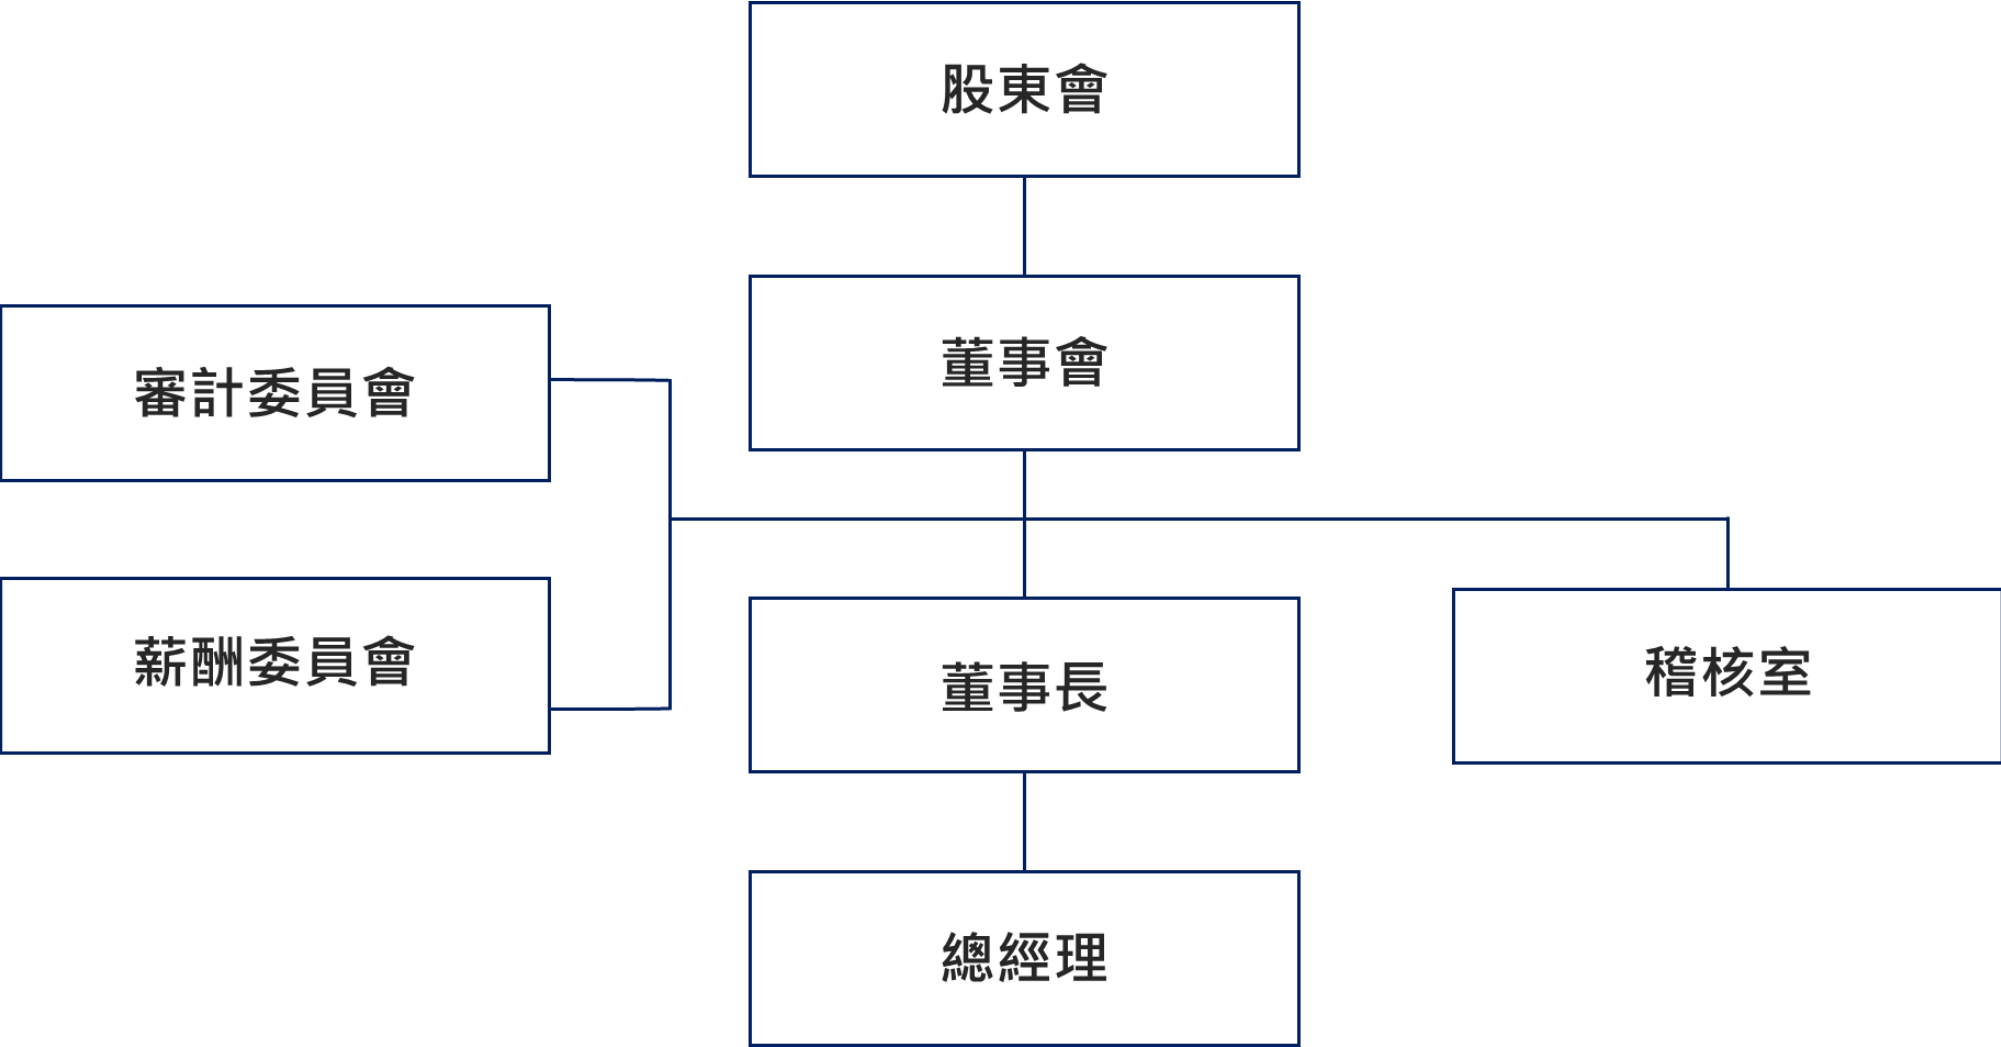 股東會
董事會
審計委員會
薪酬委員會
董事長
稽核室
總經理